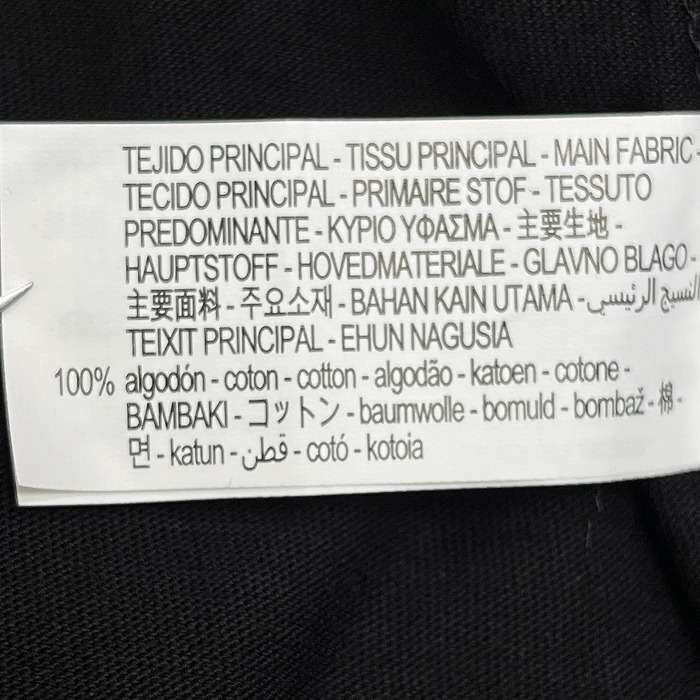 TEJIDO PRINCIPAL - TISSU PRINCIPAL - MAIN FABRIC -
TECIDO PRINCIPAL - PRIMAIRE STOF - TESSUTO
PREDOMINANTE - ΚΥΡΙΟ ΥΦΑΣΜΑ - 主要生地 -
HAUPTSTOFF - HOVEDMATERIALE - GLAVNO BLAGO -
主要面料 - 주요소재 - BAHAN KAIN UTAMA - النسيج الرئيسي
TEIXIT PRINCIPAL - EHUN NAGUSIA
100% algodón - coton - cotton - algodão - katoen - cotone -
BAMBAKI - コットン - baumwolle - bomuld - bombaž - 棉 -
면 - katun - قطن - cotó - kotoia